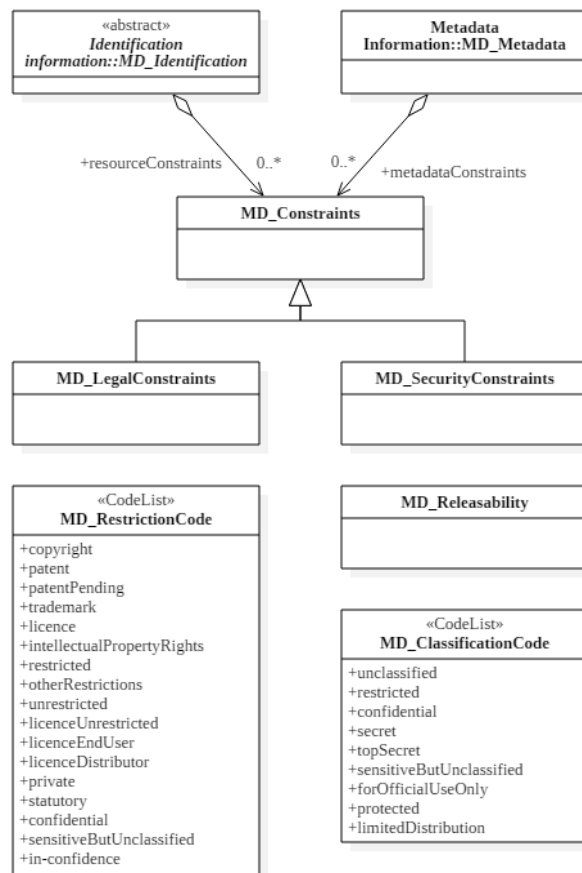 «abstract»
Identification
information::MD_Identification
Metadata
Information::MD_Metadata
+resourceConstraints
0..*
0..*
+metadataConstraints
MD_Constraints
MD_LegalConstraints
MD_SecurityConstraints
«CodeList»
MD_RestrictionCode
+copyright
+patent
+patentPending
+trademark
+licence
+intellectualPropertyRights
+restricted
+otherRestrictions
+unrestricted
+licenceUnrestricted
+licenceEndUser
+licenceDistributor
+private
+statutory
+confidential
+sensitiveButUnclassified
+in-confidence
MD_Releasability
«CodeList»
MD_ClassificationCode
+unclassified
+restricted
+confidential
+secret
+topSecret
+sensitiveButUnclassified
+forOfficialUseOnly
+protected
+limitedDistribution